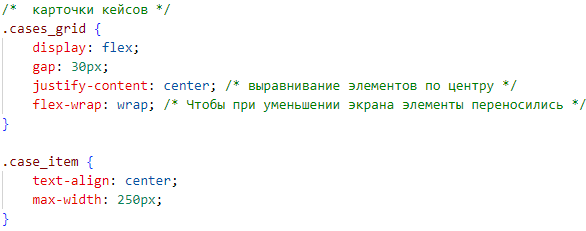 /*  карточки кейсов */
.cases_grid {
    display: flex;
    gap: 30px;
    justify-content: center; /* выравнивание элементов по центру */
    flex-wrap: wrap; /* Чтобы при уменьшении экрана элементы переносились */
}

.case_item {
    text-align: center;
    max-width: 250px;
}